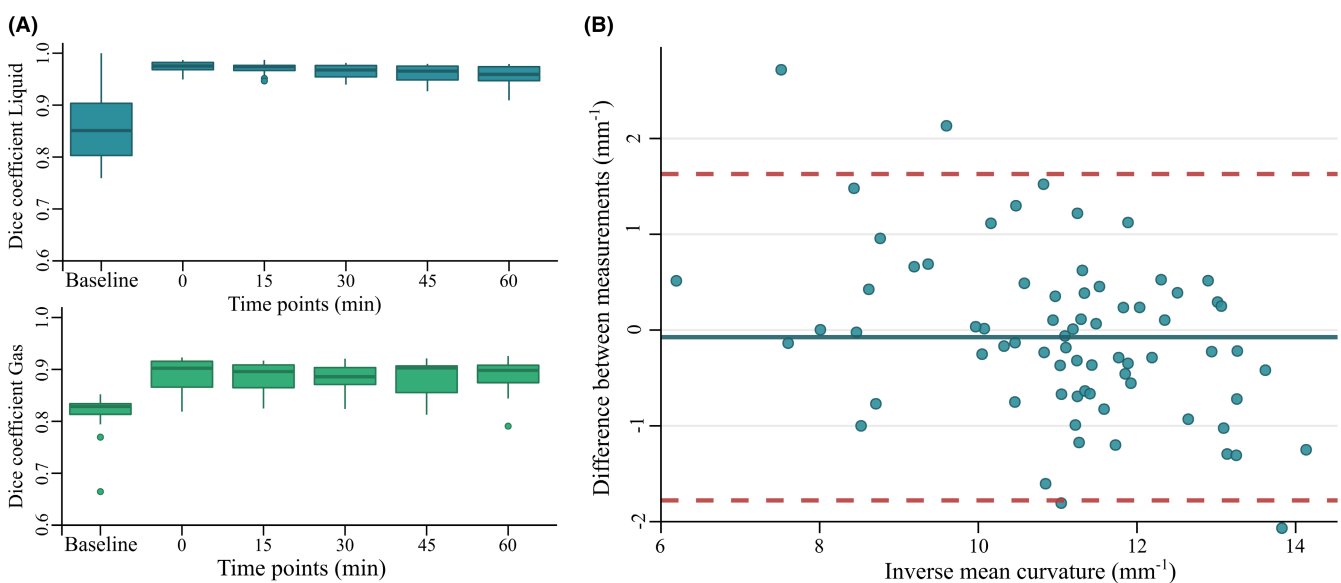 (A)
Dice coefficient Liquid
1.0
0.9
0.8
0.7
0.6
Baseline 0 15 30 45 60
Time points (min)
Dice coefficient Gas
1.0
0.9
0.8
0.7
0.6
Baseline 0 15 30 45 60
Time points (min)
(B)
Difference between measurements (mm⁻¹)
2
1
0
-1
-2
6 8 10 12 14
Inverse mean curvature (mm⁻¹)